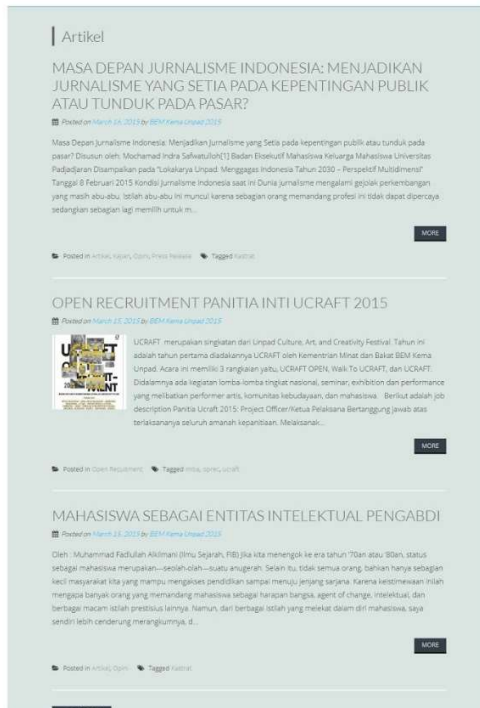 Artikel
MASA DEPAN JURNALISME INDONESIA: MENJADIKAN
JURNALISME YANG SETIA PADA KEPENTINGAN PUBLIK
ATAU TUNDUK PADA PASAR?
Posted on March 16, 2015 by BEM Kema Unpad 2015
Masa Depan Jurnalisme Indonesia: Menjadikan Jurnalisme yang Setia pada kepentingan publik atau tunduk pada
pasar? Disusun oleh: Mochamad Indra Safwatulloh[1] Badan Eksekutif Mahasiswa Keluarga Mahasiswa Universitas
Padjadjaran Disampaikan pada "Lokakarya Unpad: Menggagas Indonesia Tahun 2030 – Perspektif Multidimensi"
Tanggal 6 Februari 2015 Kondisi Jurnalisme Indonesia saat ini Dunia jurnalisme mengalami gejolak perkembangan
yang masih abu-abu. Istilah abu-abu ini muncul karena sebagian orang memandang profesi ini tidak dapat dipercaya
sedangkan sebagian lagi memilih untuk m...
MORE
Posted in Artikel, Kajian, Opini, Press Release Tagged Kastrat
OPEN RECRUITMENT PANITIA INTI UCRAFT 2015
Posted on March 15, 2015 by BEM Kema Unpad 2015
UCRAFT merupakan singkatan dari Unpad Culture, Art, and Creativity Festival. Tahun ini
adalah tahun pertama diadakannya UCRAFT oleh Kementrian Minat dan Bakat BEM Kema
Unpad. Acara ini memiliki 3 rangkaian yaitu, UCRAFT OPEN, Walk To UCRAFT, dan UCRAFT.
Didalamnya ada kegiatan lomba-lomba tingkat nasional, seminar, exhibition dan performance
yang melibatkan performer artis, komunitas kebudayaan, dan mahasiswa. Berikut adalah job
description Panitia Ucraft 2015: Project Officer/Ketua Pelaksana Bertanggung jawab atas
terlaksananya seluruh amanah kepanitiaan. Melaksanak...
MORE
Posted in Open Recruitment Tagged mnba, oprec, ucraft
MAHASISWA SEBAGAI ENTITAS INTELEKTUAL PENGABDI
Posted on March 15, 2015 by BEM Kema Unpad 2015
Oleh : Muhammad Fadlullah Alkilmani (Ilmu Sejarah, FIB) Jika kita menengok ke era tahun '70an atau '80an, status
sebagai mahasiswa merupakan—seolah-olah—suatu anugerah. Selain itu, tidak semua orang, bahkan hanya sebagian
kecil masyarakat kita yang mampu mengakses pendidikan sampai menuju jenjang sarjana. Karena keistimewaan inilah
mengapa banyak orang yang memandang mahasiswa sebagai harapan bangsa, agent of change, intelektual, dan
berbagai macam istilah prestisius lainnya. Namun, dari berbagai istilah yang melekat dalam diri mahasiswa, saya
sendiri lebih cenderung merangkumnya, d...
MORE
Posted in Artikel, Opini Tagged Kastrat